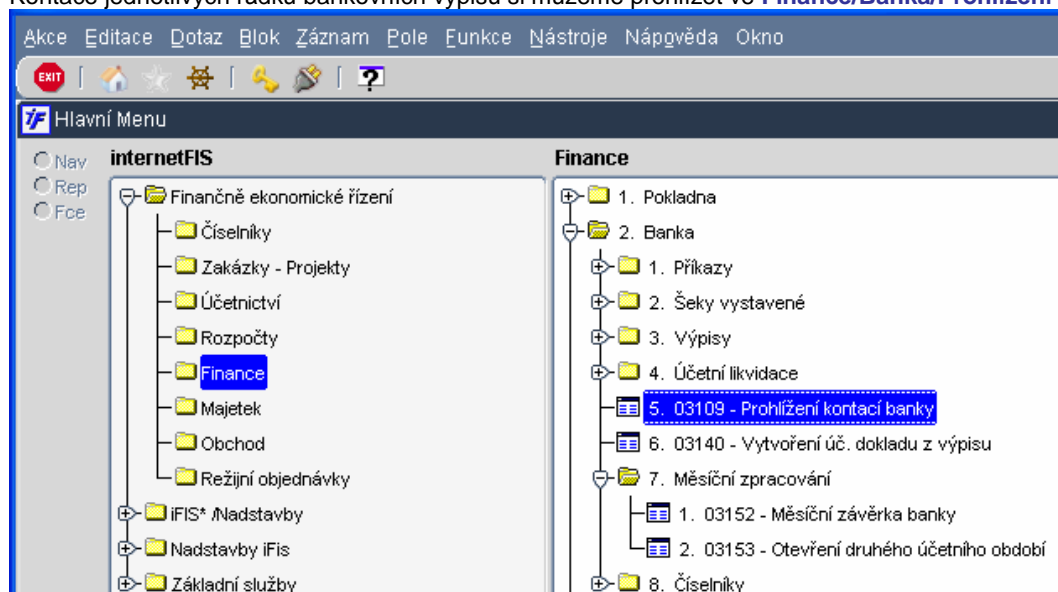 Kontace jednotlivých řádků bankovních výpisů si můžeme prohlížet ve Finance/Banka/Prohlížení
Akce Editace Dotaz Blok Záznam Pole Funkce Nástroje Nápověda Okno
EXIT
Hlavní Menu
Nav
Rep
Fce
internetFIS
Finančně ekonomické řízení
Číselníky
Zakázky - Projekty
Účetnictví
Rozpočty
Finance
Majetek
Obchod
Režijní objednávky
iFIS* /Nadstavby
Nadstavby iFis
Základní služby
Finance
1. Pokladna
2. Banka
1. Příkazy
2. Šeky vystavené
3. Výpisy
4. Účetní likvidace
5. 03109 - Prohlížení kontací banky
6. 03140 - Vytvoření úč. dokladu z výpisu
7. Měsíční zpracování
1. 03152 - Měsíční závěrka banky
2. 03153 - Otevření druhého účetního období
8. Číselníky